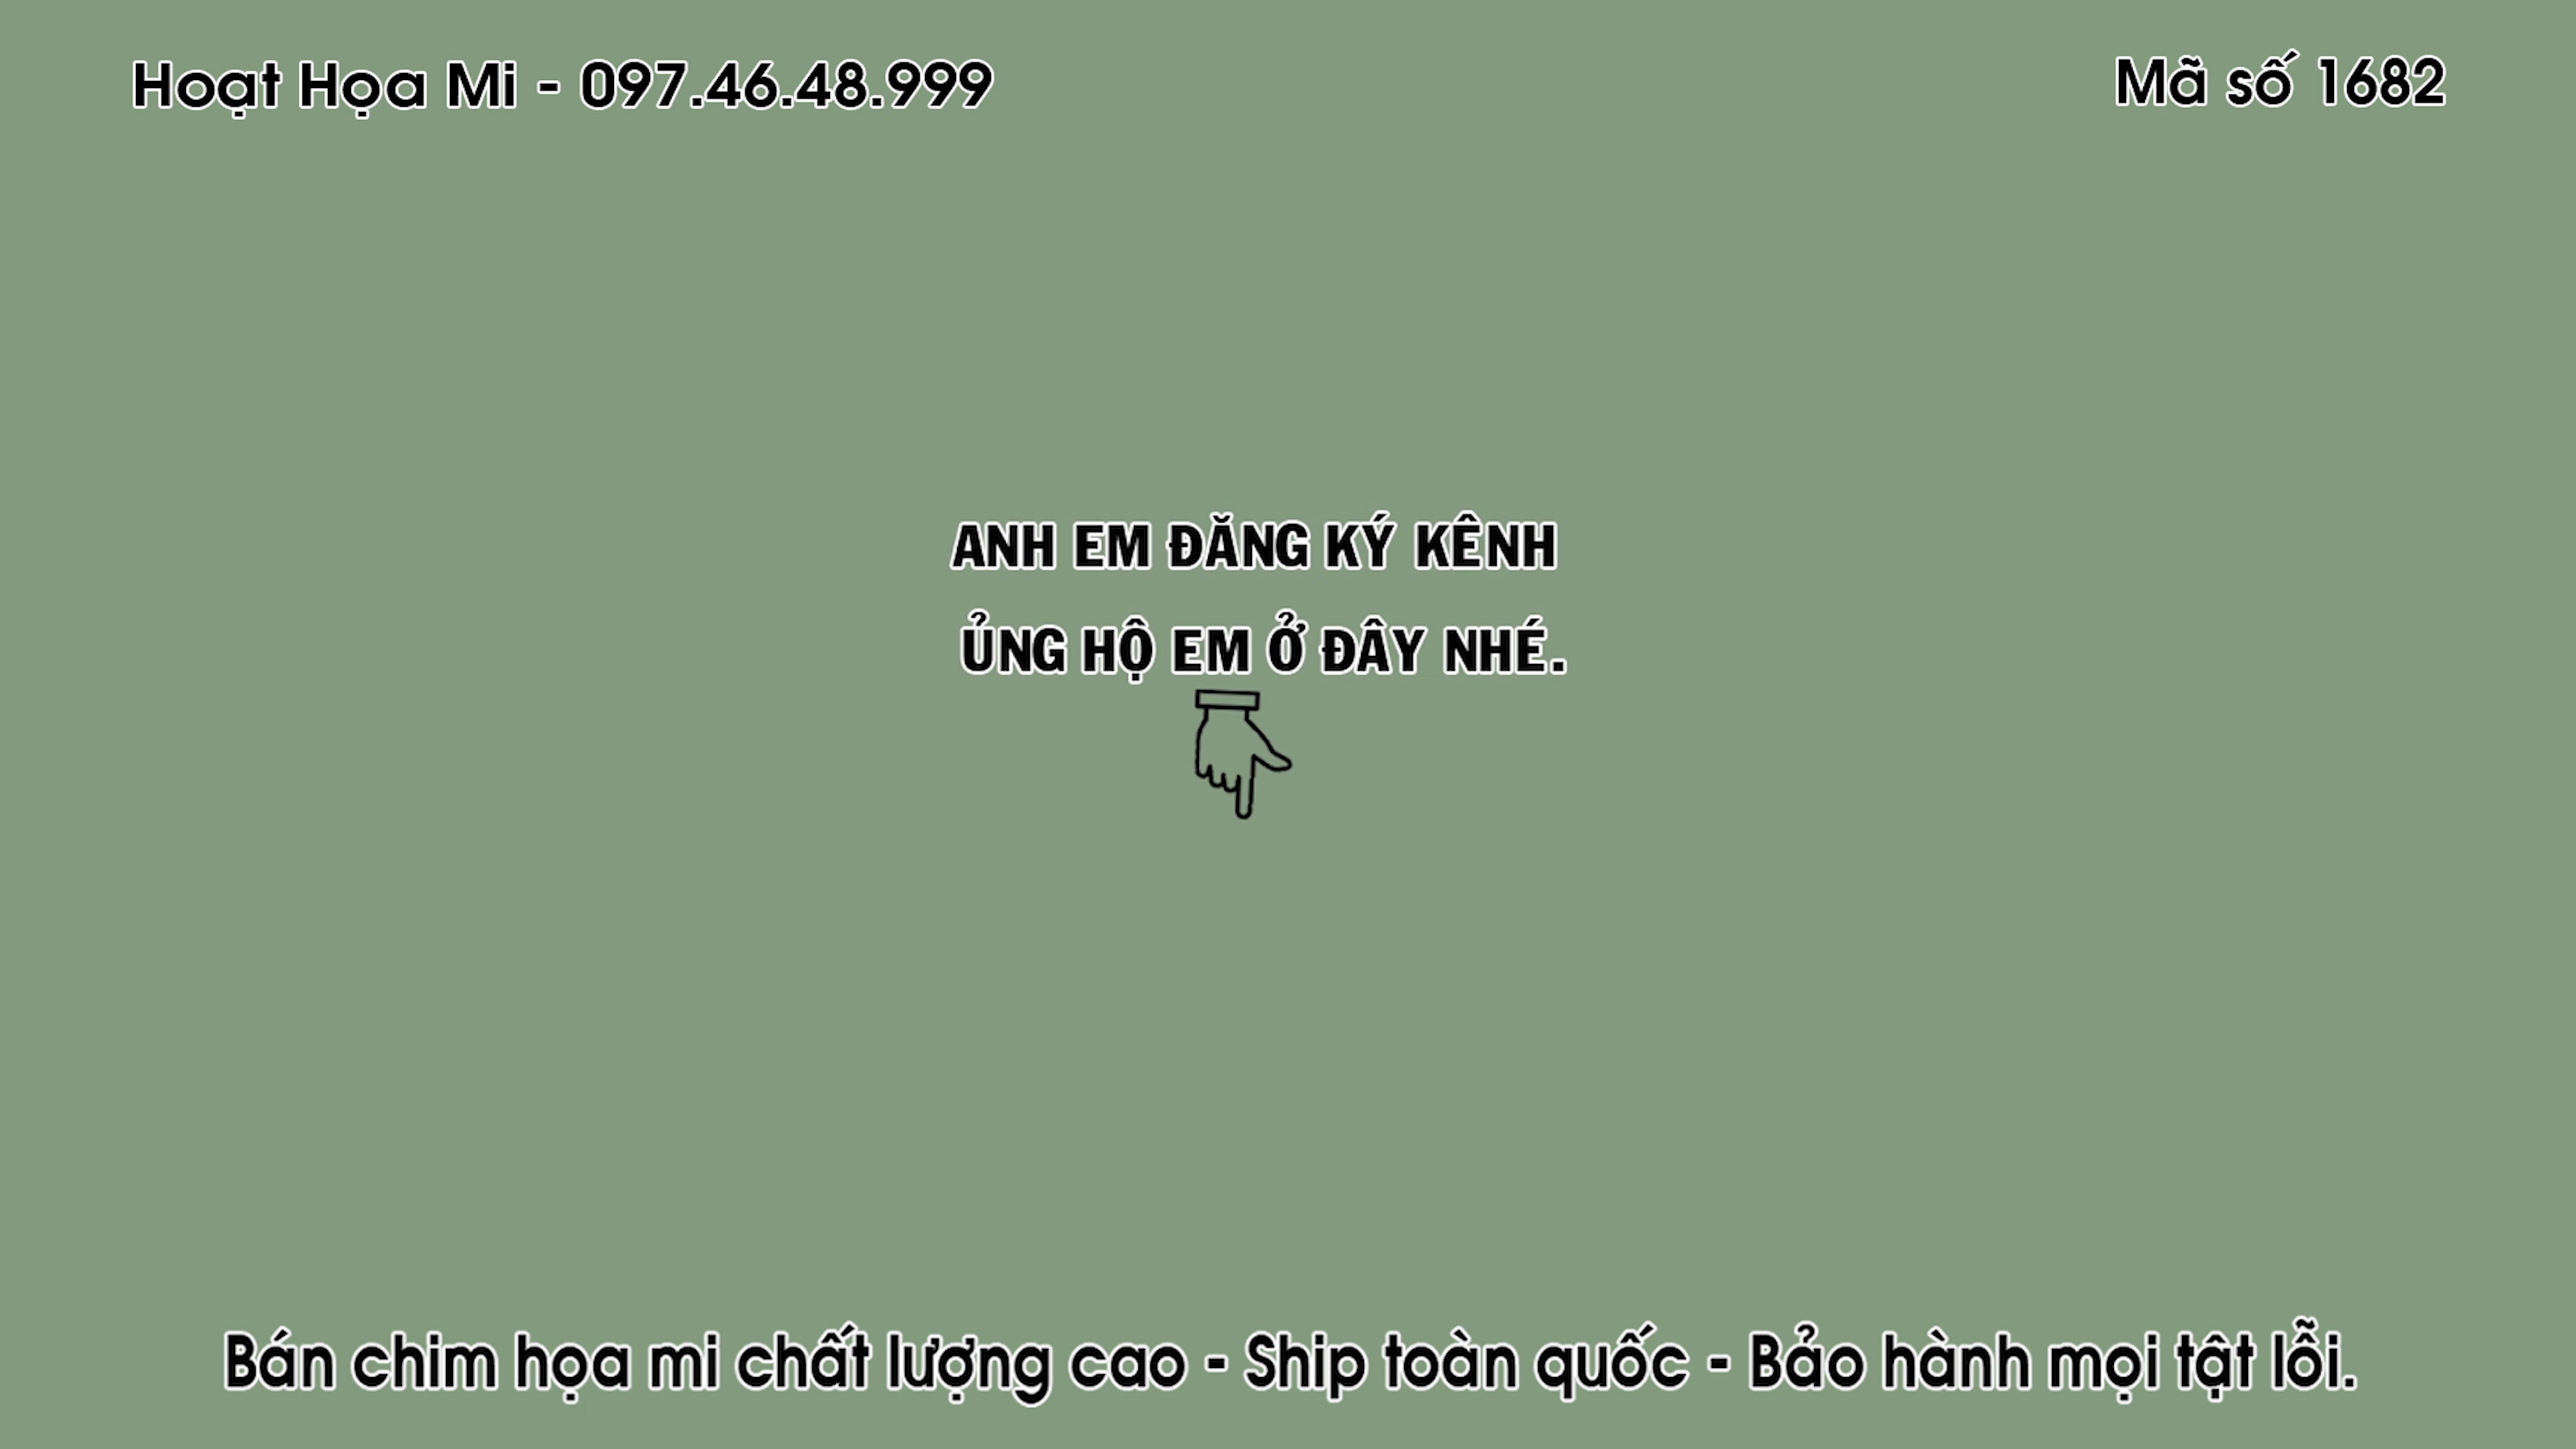 Hoạt Họa Mi - 097.46.48.999
Mã số 1682
ANH EM ĐĂNG KÝ KÊNH
ỦNG HỘ EM Ở ĐÂY NHÉ.
Bán chim họa mi chất lượng cao - Ship toàn quốc - Bảo hành mọi tật lỗi.